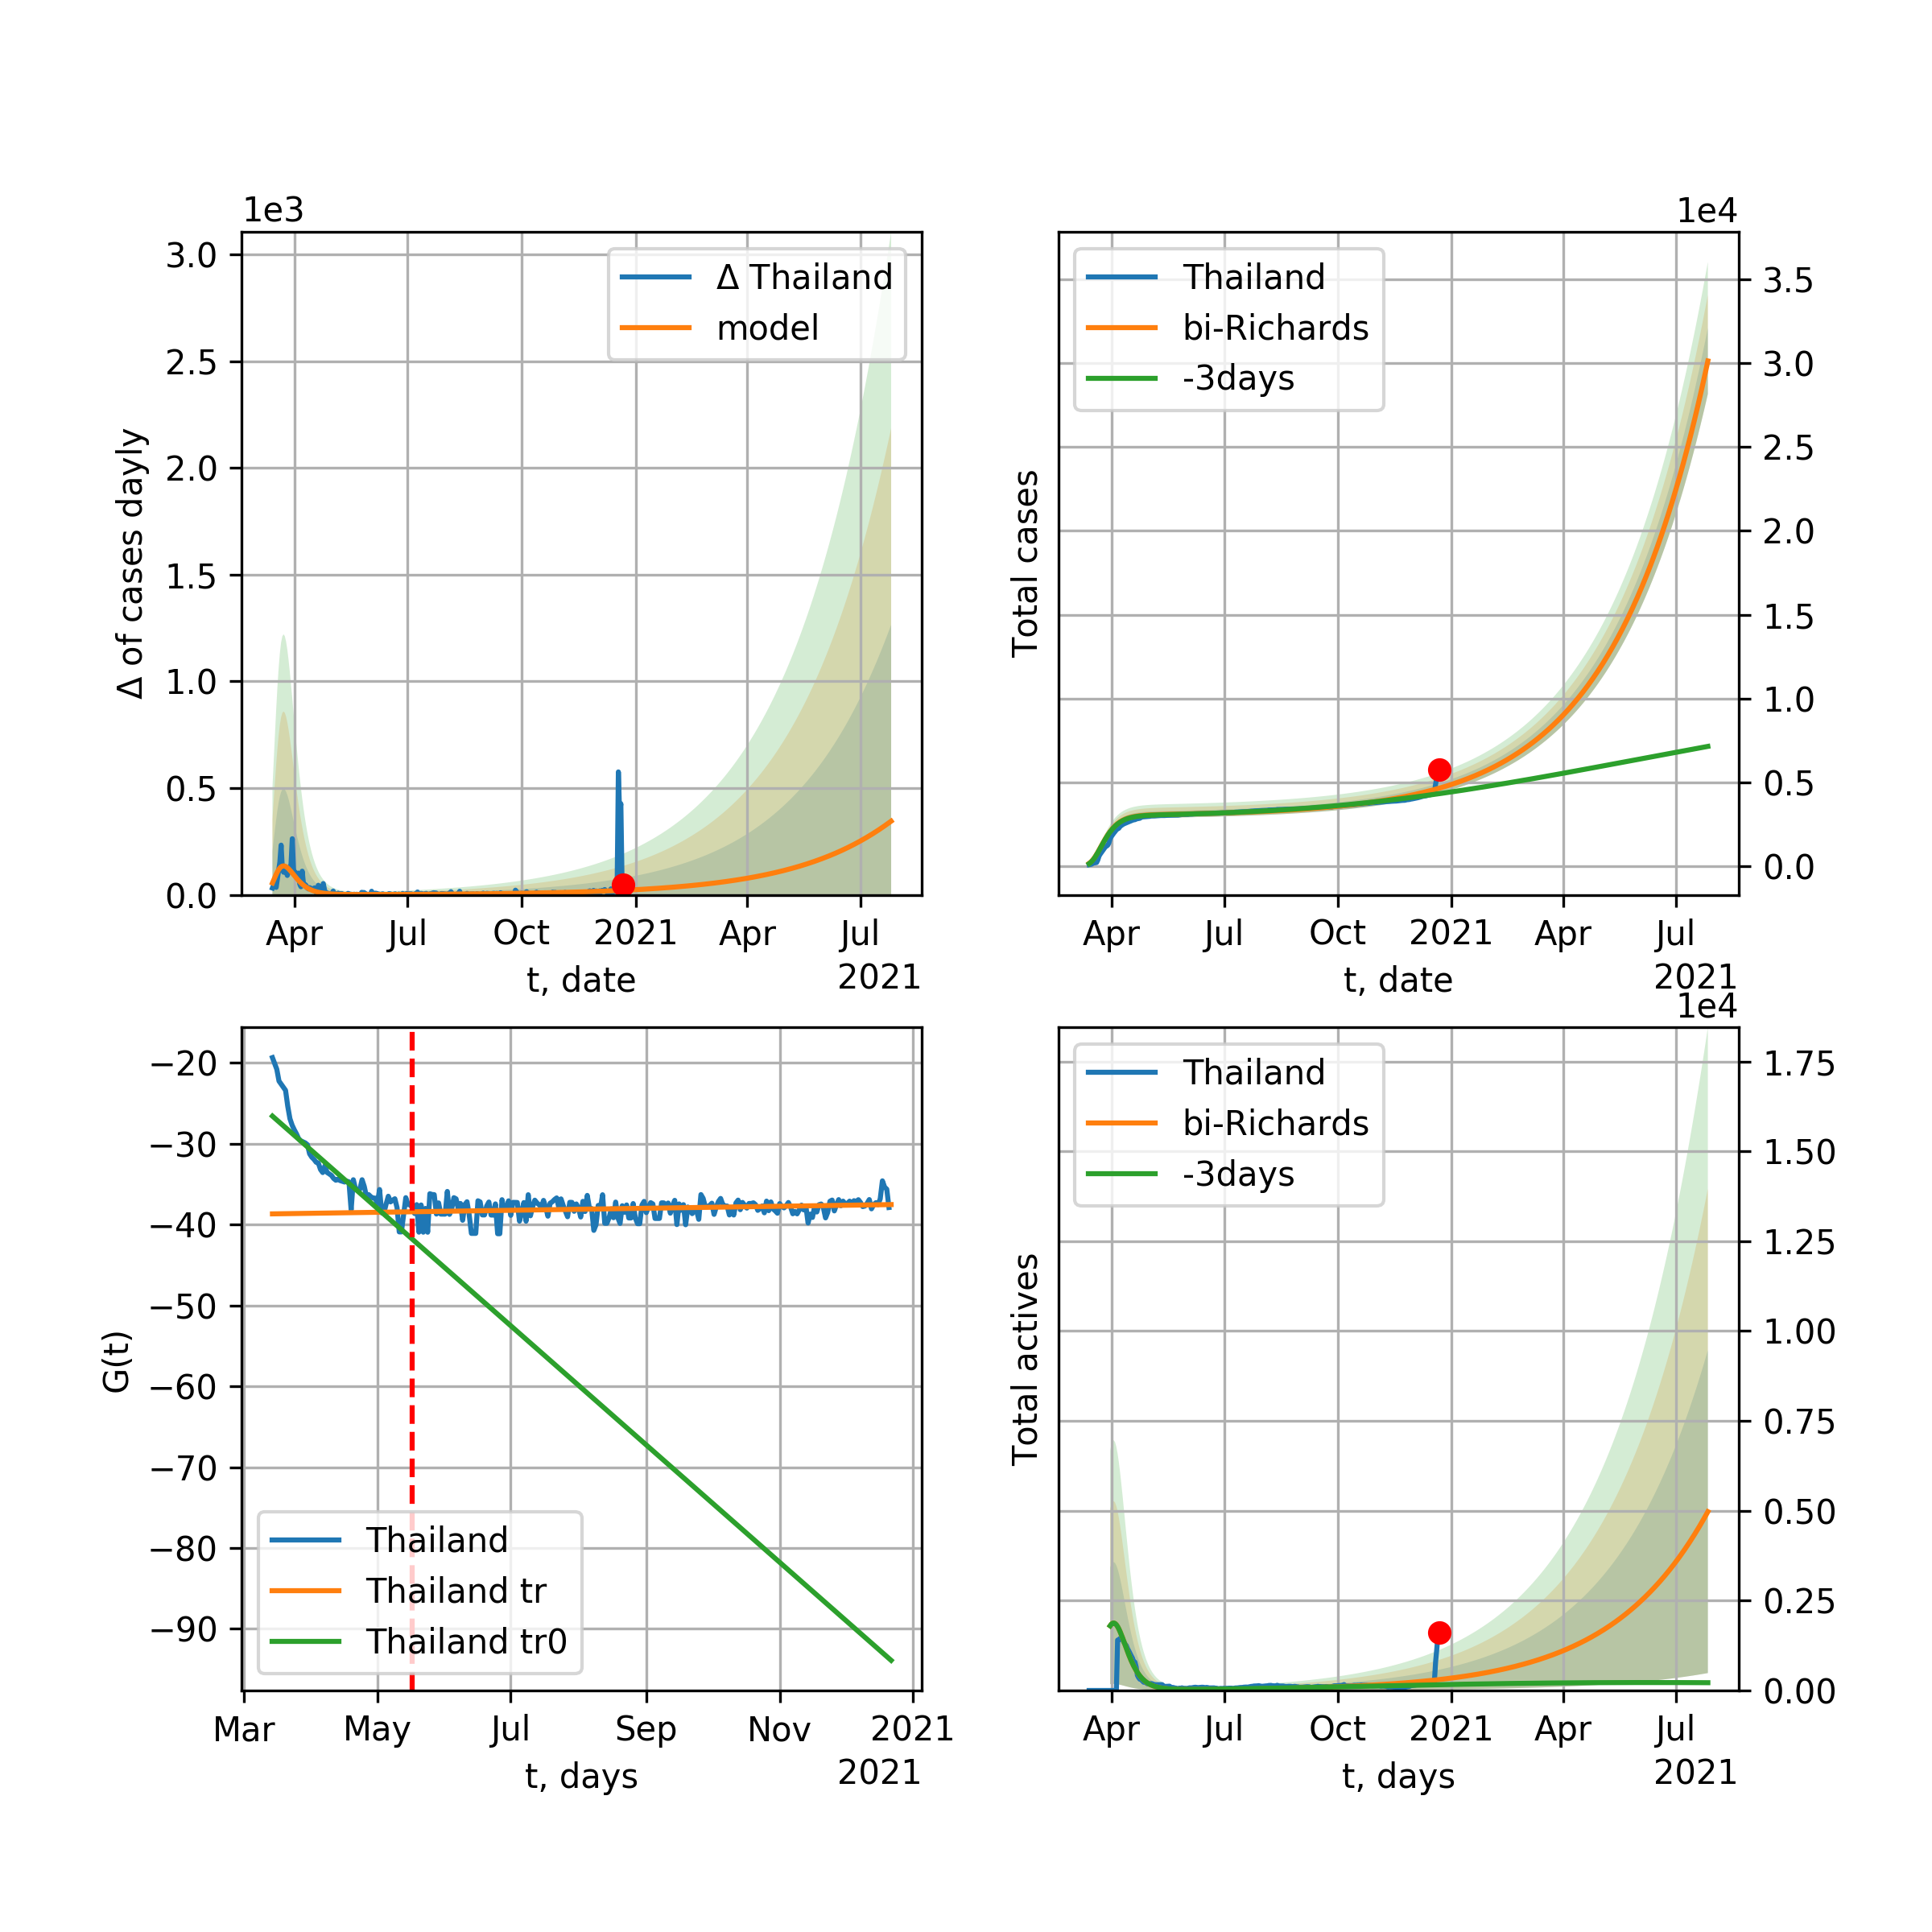 1e3
3.0
2.5
2.0
1.5
1.0
0.5
0.0
Δ of cases dayly
Δ Thailand
model
Apr Jul Oct 2021 Apr Jul
t, date
2021
1e4
Total cases
Thailand
bi-Richards
-3days
3.5
3.0
2.5
2.0
1.5
1.0
0.5
0.0
Apr Jul Oct 2021 Apr Jul
t, date
2021
−20
−30
−40
−50
−60
−70
−80
−90
G(t)
Thailand
Thailand tr
Thailand tr0
Mar May Jul Sep Nov 2021
t, days
2021
1e4
Total actives
Thailand
bi-Richards
-3days
1.75
1.50
1.25
1.00
0.75
0.50
0.25
0.00
Apr Jul Oct 2021 Apr Jul
t, days
2021